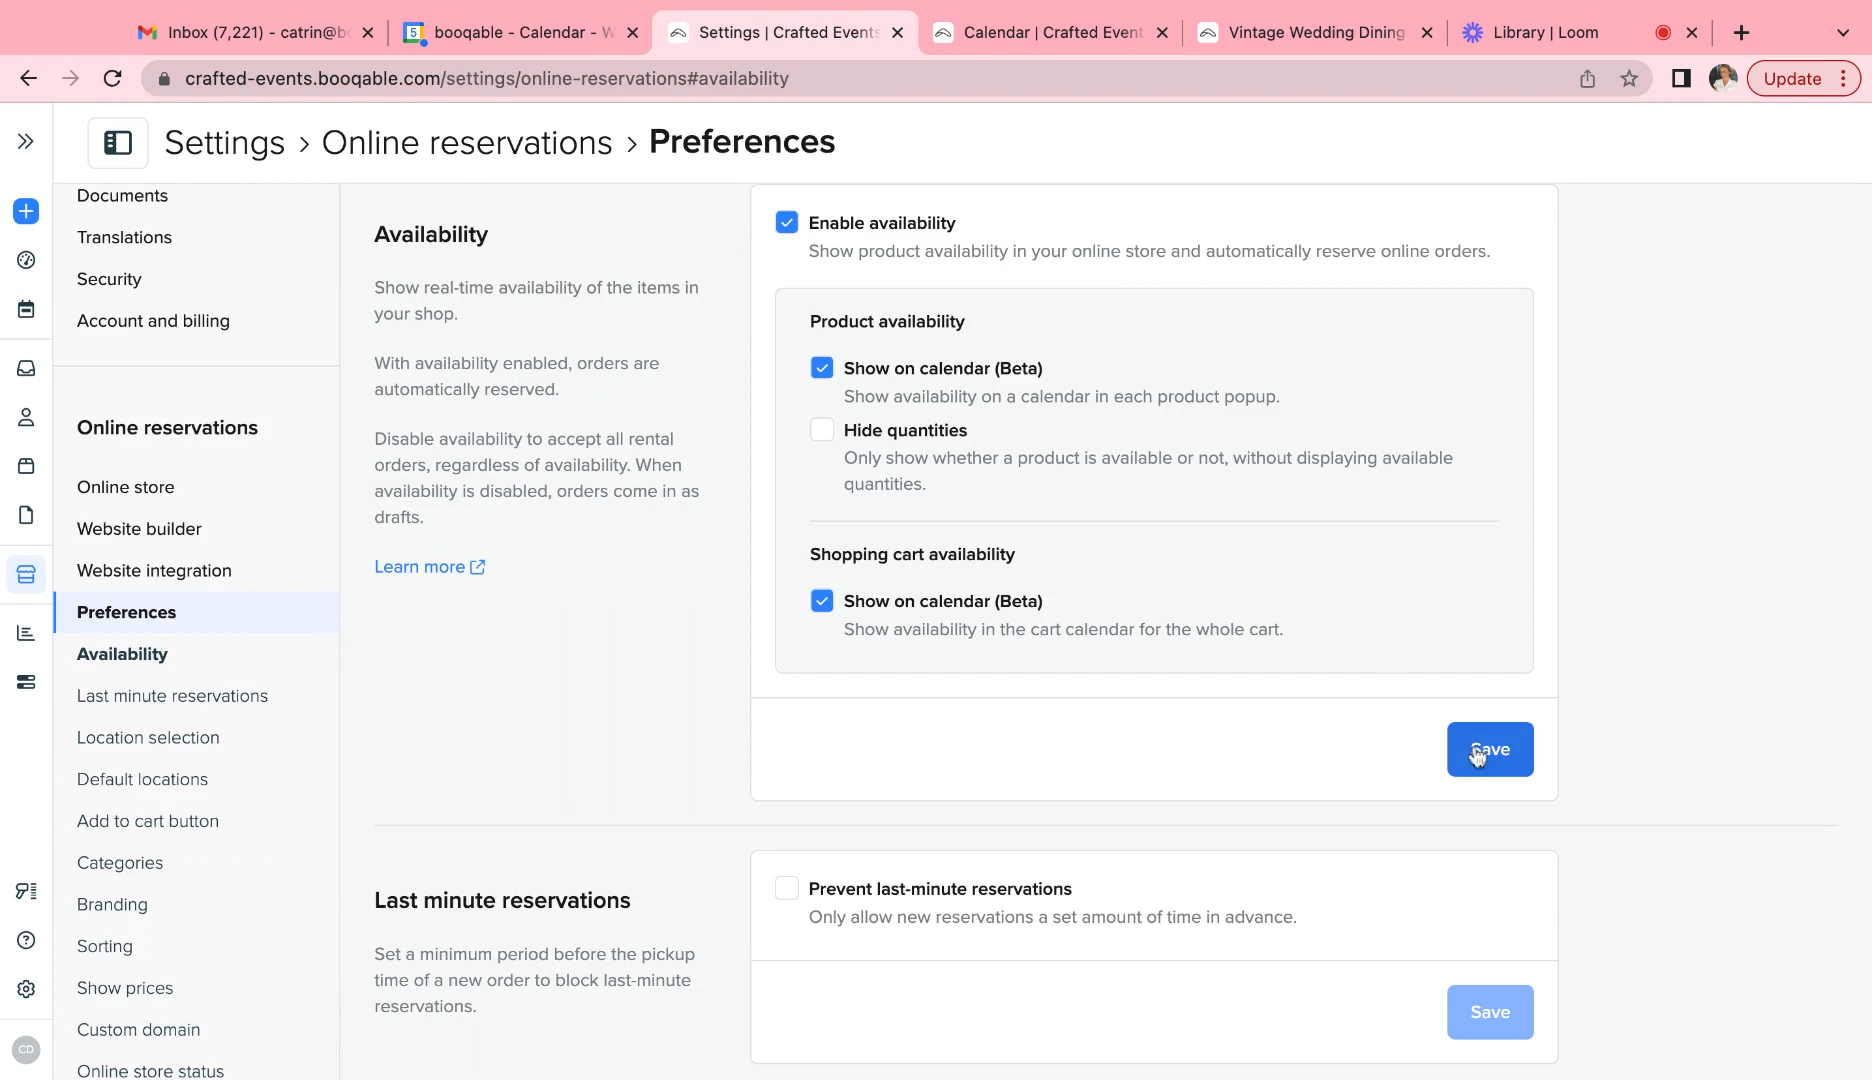 Inbox (7,221) - catrin@bo
booqable - Calendar - W
Settings | Crafted Events
Calendar | Crafted Event
Vintage Wedding Dining
Library | Loom
crafted-events.booqable.com/settings/online-reservations#availability
Update
Settings › Online reservations › Preferences
Documents
Translations
Security
Account and billing
Online reservations
Online store
Website builder
Website integration
Preferences
Availability
Last minute reservations
Location selection
Default locations
Add to cart button
Categories
Branding
Sorting
Show prices
Custom domain
Online store status
CD
Availability
Show real-time availability of the items in
your shop.
With availability enabled, orders are
automatically reserved.
Disable availability to accept all rental
orders, regardless of availability. When
availability is disabled, orders come in as
drafts.
Learn more
Enable availability
Show product availability in your online store and automatically reserve online orders.
Product availability
Show on calendar (Beta)
Show availability on a calendar in each product popup.
Hide quantities
Only show whether a product is available or not, without displaying available
quantities.
Shopping cart availability
Show on calendar (Beta)
Show availability in the cart calendar for the whole cart.
Save
Last minute reservations
Set a minimum period before the pickup
time of a new order to block last-minute
reservations.
Prevent last-minute reservations
Only allow new reservations a set amount of time in advance.
Save